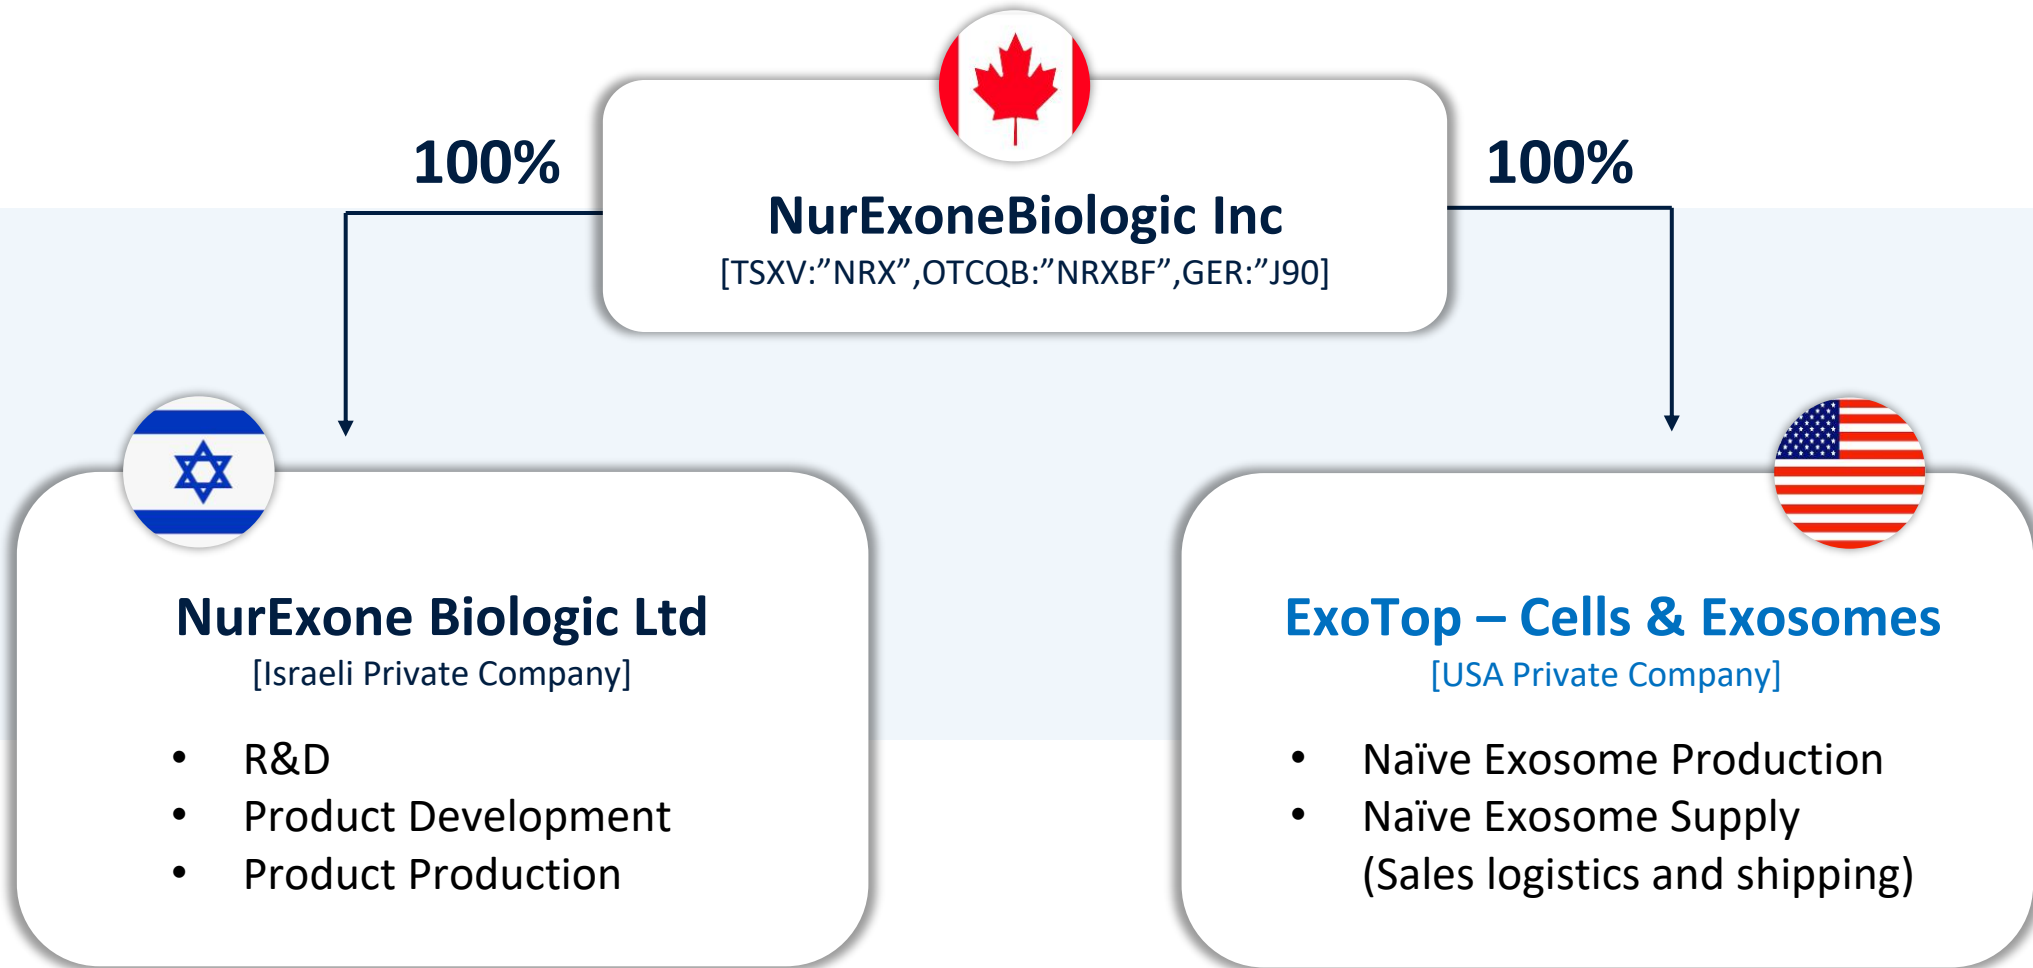 100%
100%
NurExoneBiologic Inc
[TSXV:”NRX”,OTCQB:”NRXBF”,GER:”J90]
NurExone Biologic Ltd
[Israeli Private Company]
• R&D
• Product Development
• Product Production
ExoTop – Cells & Exosomes
[USA Private Company]
• Naïve Exosome Production
• Naïve Exosome Supply
(Sales logistics and shipping)